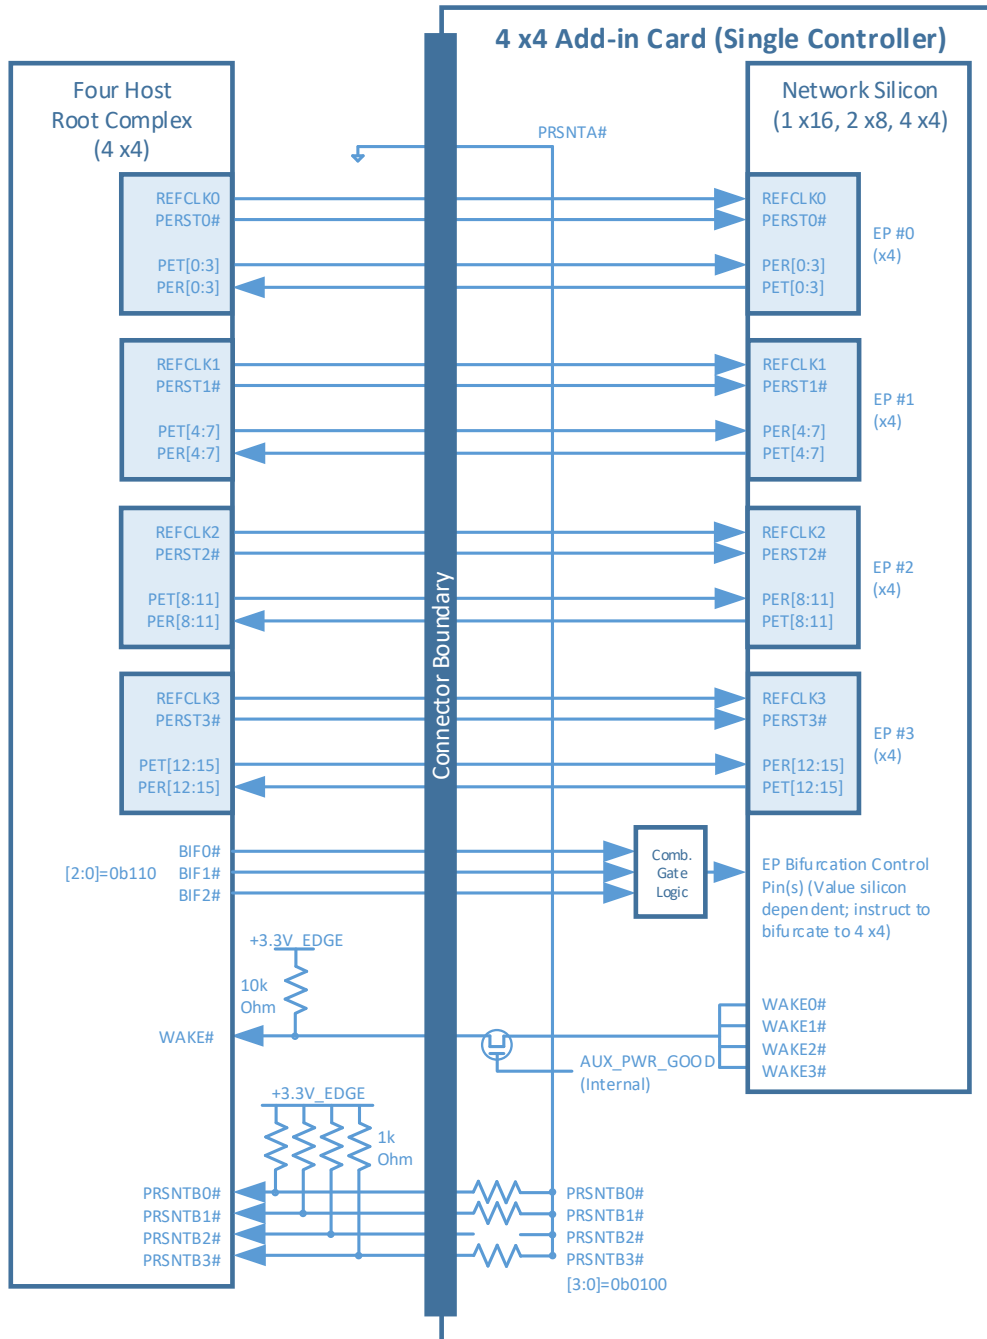 4 x4 Add-in Card (Single Controller)
Four Host
Root Complex
(4 x4)
Network Silicon
(1 x16, 2 x8, 4 x4)
PRSNTA#
REFCLK0
PERST0#
PET[0:3]
PER[0:3]
REFCLK0
PERST0#
PER[0:3]
PET[0:3]
EP #0
(x4)
REFCLK1
PERST1#
PET[4:7]
PER[4:7]
REFCLK1
PERST1#
PER[4:7]
PET[4:7]
EP #1
(x4)
REFCLK2
PERST2#
PET[8:11]
PER[8:11]
REFCLK2
PERST2#
PER[8:11]
PET[8:11]
EP #2
(x4)
Connector Boundary
REFCLK3
PERST3#
PET[12:15]
PER[12:15]
REFCLK3
PERST3#
PER[12:15]
PET[12:15]
EP #3
(x4)
[2:0]=0b110
BIF0#
BIF1#
BIF2#
Comb.
Gate
Logic
EP Bifurcation Control
Pin(s) (Value silicon
dependent; instruct to
bifurcate to 4 x4)
+3.3V_EDGE
10k
Ohm
WAKE#
AUX_PWR_GOOD
(Internal)
WAKE0#
WAKE1#
WAKE2#
WAKE3#
+3.3V_EDGE
1k
Ohm
PRSNTB0#
PRSNTB1#
PRSNTB2#
PRSNTB3#
PRSNTB0#
PRSNTB1#
PRSNTB2#
PRSNTB3#
[3:0]=0b0100